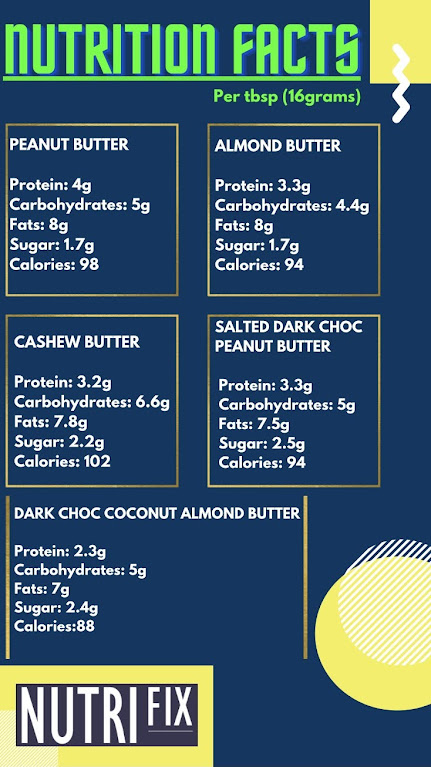 NUTRITION FACTS
Per tbsp (16grams)
PEANUT BUTTER
Protein: 4g
Carbohydrates: 5g
Fats: 8g
Sugar: 1.7g
Calories: 98
ALMOND BUTTER
Protein: 3.3g
Carbohydrates: 4.4g
Fats: 8g
Sugar: 1.7g
Calories: 94
CASHEW BUTTER
Protein: 3.2g
Carbohydrates: 6.6g
Fats: 7.8g
Sugar: 2.2g
Calories: 102
SALTED DARK CHOC
PEANUT BUTTER
Protein: 3.3g
Carbohydrates: 5g
Fats: 7.5g
Sugar: 2.5g
Calories: 94
DARK CHOC COCONUT ALMOND BUTTER
Protein: 2.3g
Carbohydrates: 5g
Fats: 7g
Sugar: 2.4g
Calories:88
NUTRI FIX